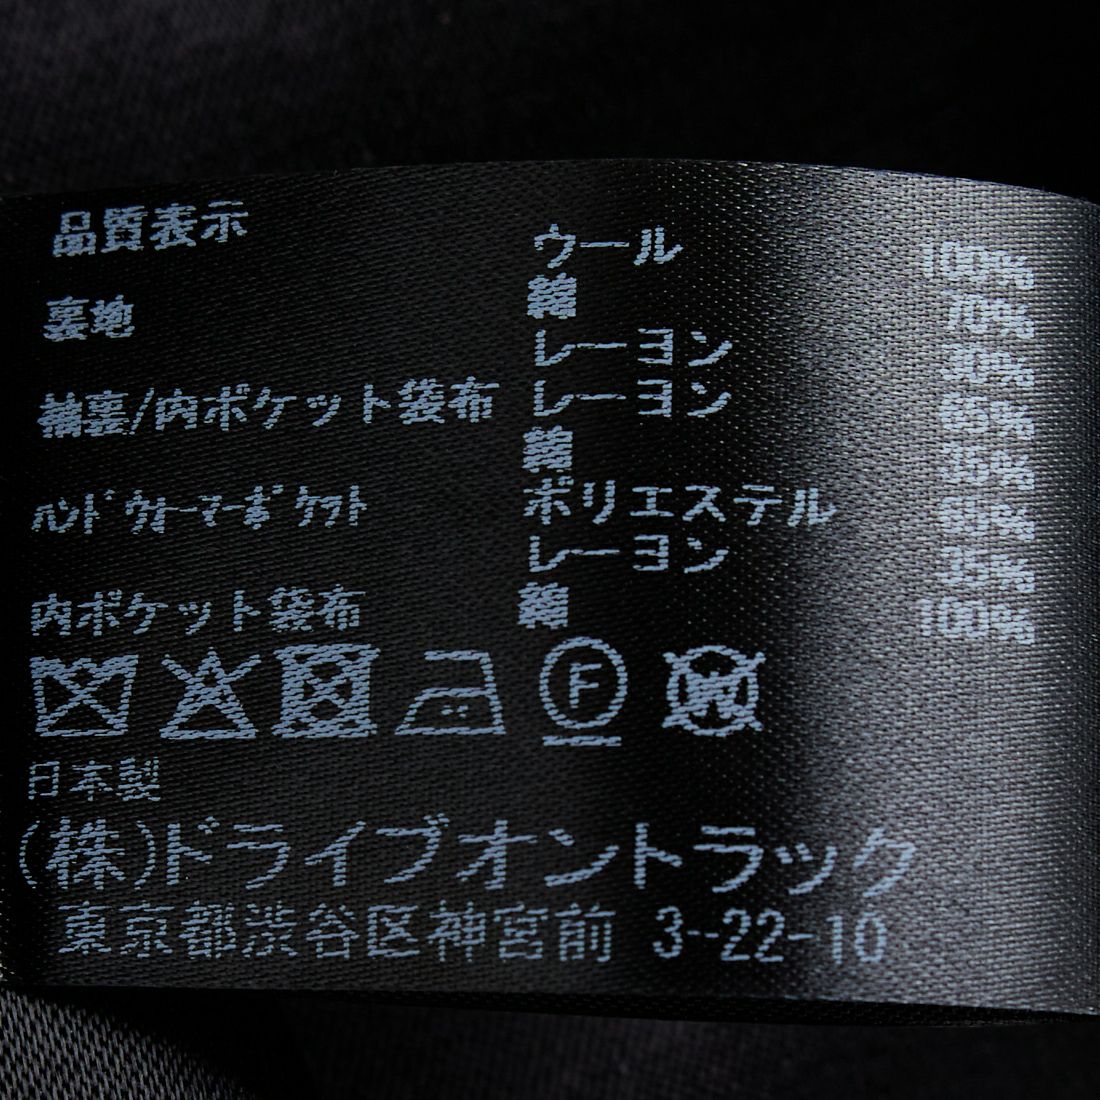 品質表示 ウール 100%
裏地 綿 70%
レーヨン 30%
袖裏/内ポケット袋布 レーヨン 65%
綿 35%
ハンドウォーマーポケット ポリエステル 65%
レーヨン 35%
内ポケット袋布 綿 100%
F
W
日本製
(株)ドライブオントラック
東京都渋谷区神宮前 3-22-10